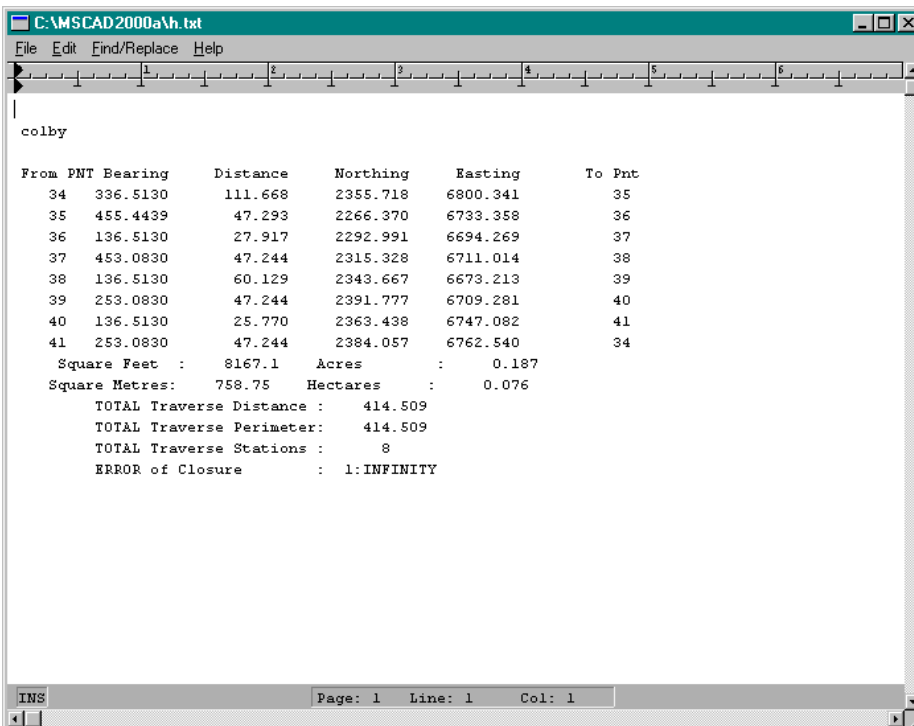 C:\MSCAD2000a\h.txt
File Edit Find/Replace Help
1 2 3 4 5 6
colby
From PNT Bearing Distance Northing Easting To Pnt
34 336.5130 111.668 2355.718 6800.341 35
35 455.4439 47.293 2266.370 6733.358 36
36 136.5130 27.917 2292.991 6694.269 37
37 453.0830 47.244 2315.328 6711.014 38
38 136.5130 60.129 2343.667 6673.213 39
39 253.0830 47.244 2391.777 6709.281 40
40 136.5130 25.770 2363.438 6747.082 41
41 253.0830 47.244 2384.057 6762.540 34
Square Feet : 8167.1 Acres : 0.187
Square Metres: 758.75 Hectares : 0.076
TOTAL Traverse Distance : 414.509
TOTAL Traverse Perimeter: 414.509
TOTAL Traverse Stations : 8
ERROR of Closure : 1:INFINITY
INS Page: 1 Line: 1 Col: 1